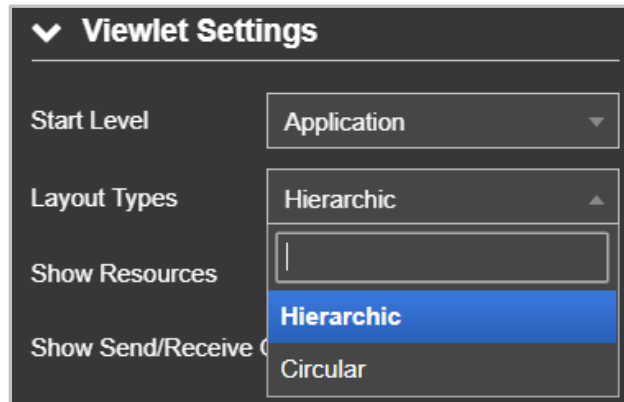 Viewlet Settings
Start Level Application
Layout Types Hierarchic
Show Resources
Hierarchic
Show Send/Receive
Circular